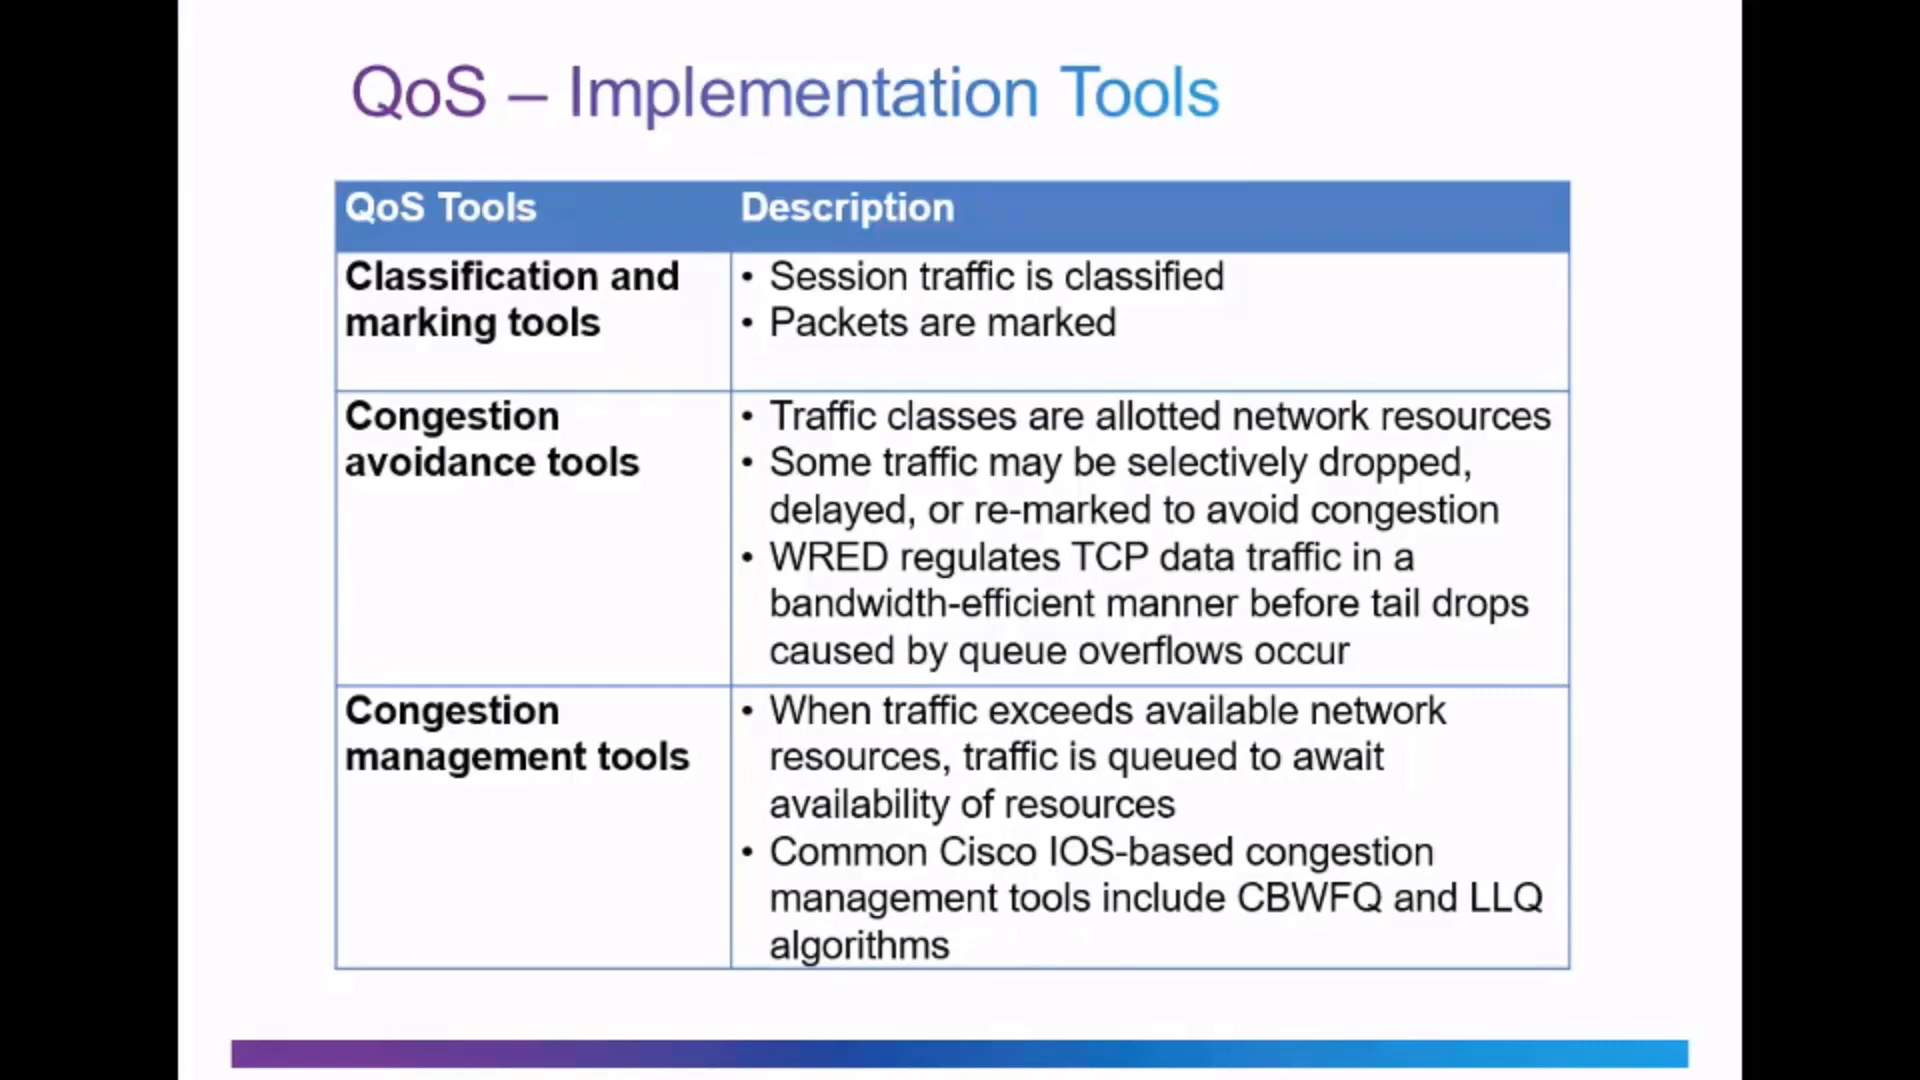 QoS – Implementation Tools
QoS Tools
Description
Classification and
marking tools
• Session traffic is classified
• Packets are marked
Congestion
avoidance tools
• Traffic classes are allotted network resources
• Some traffic may be selectively dropped,
delayed, or re-marked to avoid congestion
• WRED regulates TCP data traffic in a
bandwidth-efficient manner before tail drops
caused by queue overflows occur
Congestion
management tools
• When traffic exceeds available network
resources, traffic is queued to await
availability of resources
• Common Cisco IOS-based congestion
management tools include CBWFQ and LLQ
algorithms